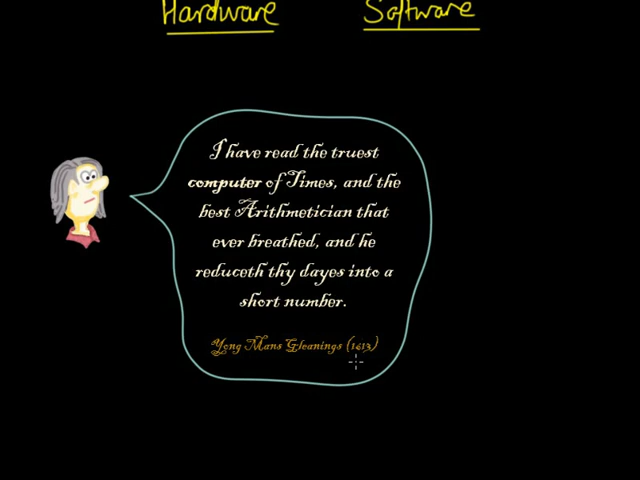 Hardware Software
I have read the truest
computer of Times, and the
best Arithmetician that
ever breathed, and he
reduceth thy dayes into a
short number.
Yong Mans Gleanings (1613)